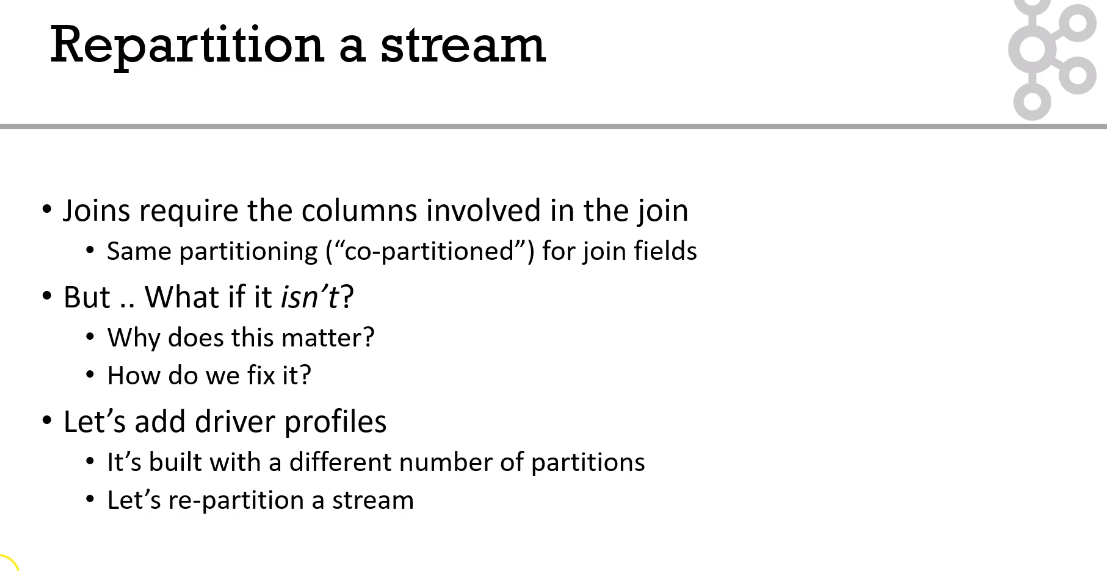 Repartition a stream
• Joins require the columns involved in the join
• Same partitioning (“co-partitioned”) for join fields
• But .. What if it isn’t?
• Why does this matter?
• How do we fix it?
• Let’s add driver profiles
• It’s built with a different number of partitions
• Let’s re-partition a stream